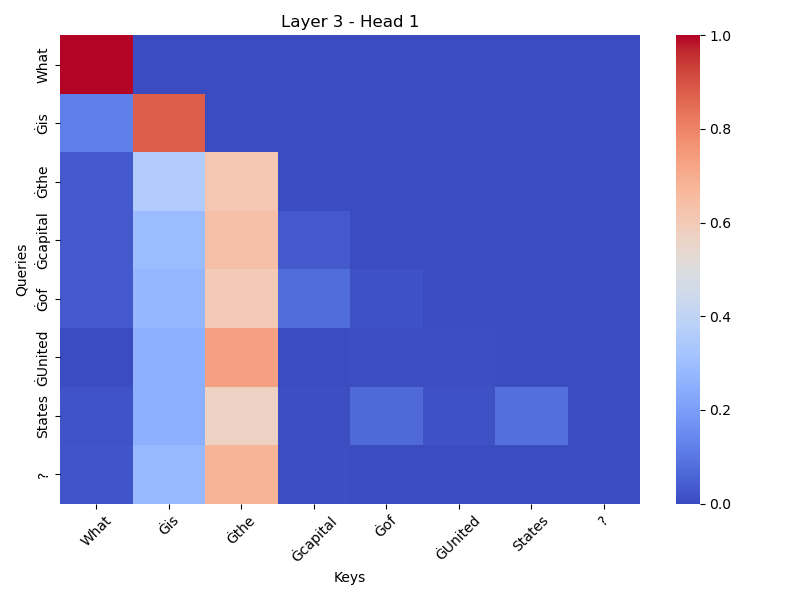 Layer 3 - Head 1
What
Ġis
Ġthe
Ġcapital
Ġof
ĠUnited
States
?
Queries
What
Ġis
Ġthe
Ġcapital
Ġof
ĠUnited
States
?
Keys
1.0
0.8
0.6
0.4
0.2
0.0